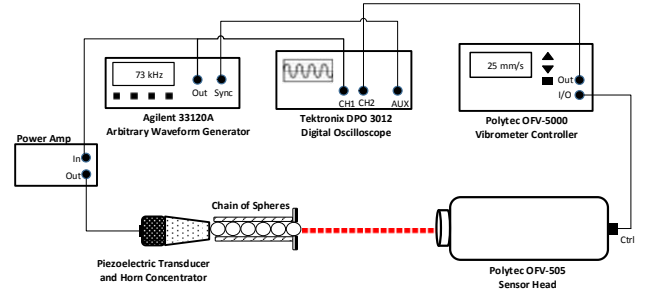 73 kHz
Out Sync
Agilent 33120A
Arbitrary Waveform Generator
CH1 CH2 AUX
Tektronix DPO 3012
Digital Oscilloscope
25 mm/s
Out
I/O
Polytec OFV-5000
Vibrometer Controller
Power Amp
In
Out
Chain of Spheres
Piezoelectric Transducer
and Horn Concentrator
Ctrl
Polytec OFV-505
Sensor Head